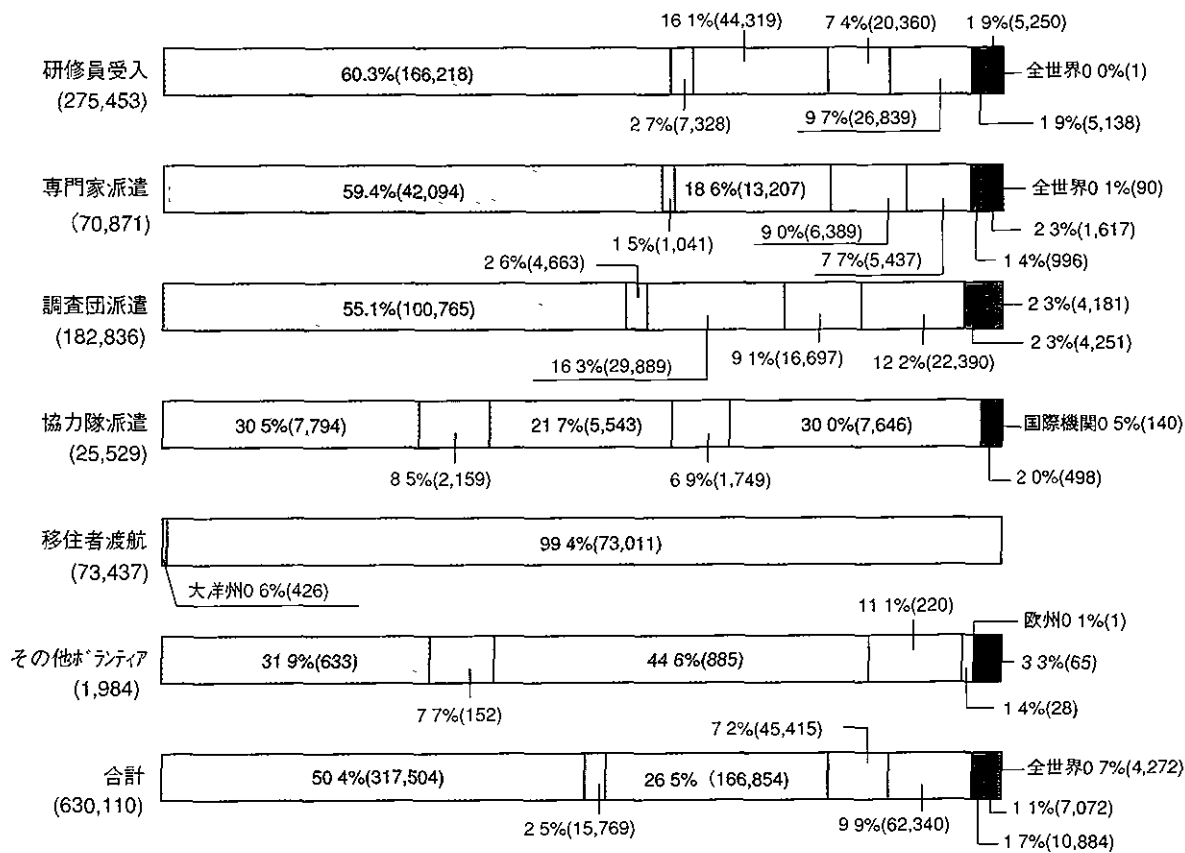 16 1%(44,319) 7 4%(20,360) 1 9%(5,250)
研修員受入 60.3%(166,218) 全世界0 0%(1)
(275,453)
2 7%(7,328) 9 7%(26,839) 1 9%(5,138)
専門家派遣 59.4%(42,094) 18 6%(13,207) 全世界0 1%(90)
(70,871)
1 5%(1,041) 9 0%(6,389) 2 3%(1,617)
7 7%(5,437) 1 4%(996)
2 6%(4,663)
調査団派遣 55.1%(100,765) 2 3%(4,181)
(182,836)
16 3%(29,889) 9 1%(16,697) 12 2%(22,390) 2 3%(4,251)
協力隊派遣 30 5%(7,794) 21 7%(5,543) 30 0%(7,646) 国際機関0 5%(140)
(25,529)
8 5%(2,159) 6 9%(1,749) 2 0%(498)
移住者渡航 99 4%(73,011)
(73,437)
大洋州0 6%(426)
11 1%(220) 欧州0 1%(1)
その他ボランティア 31 9%(633) 44 6%(885) 3 3%(65)
(1,984)
7 7%(152) 1 4%(28)
7 2%(45,415)
合計 50 4%(317,504) 26 5% (166,854) 全世界0 7%(4,272)
(630,110)
2 5%(15,769) 9 9%(62,340) 1 1%(7,072)
1 7%(10,884)